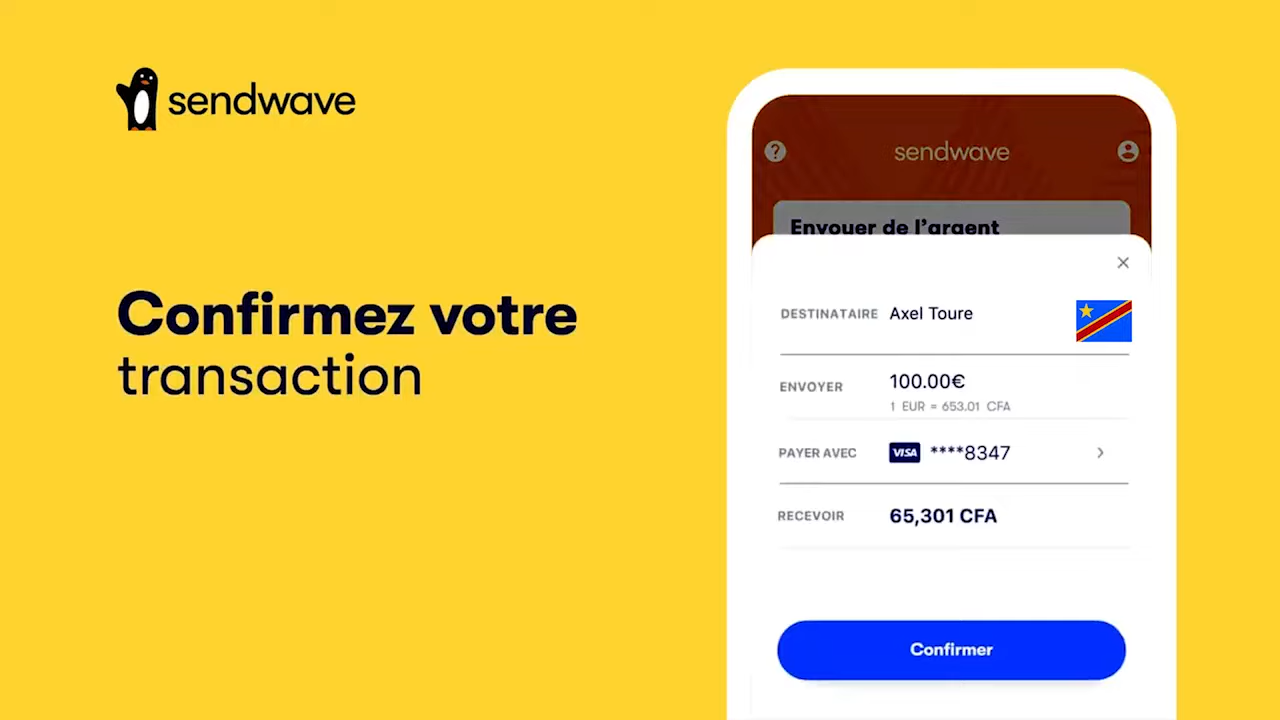 sendwave
Confirmez votre
transaction
?
sendwave
Envoyer de l'argent
DESTINATAIRE Axel Toure
ENVOYER 100.00€
1 EUR = 653.01 CFA
PAYER AVEC VISA ****8347
RECEVOIR 65,301 CFA
Confirmer